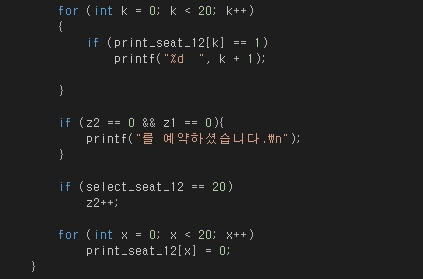 for (int k = 0; k < 20; k++)
{
if (print_seat_12[k] == 1)
printf("%d  ", k + 1);
}
if (z2 == 0 && z1 == 0){
printf("를 예약하셨습니다.₩n");
}
if (select_seat_12 == 20)
z2++;
for (int x = 0; x < 20; x++)
print_seat_12[x] = 0;
}